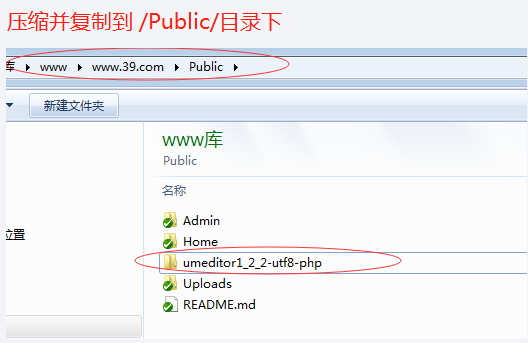 压缩并复制到 /Public/目录下
库 www www.39.com Public
新建文件夹
www库
Public
名称
Admin
位置
Home
umeditor1_2_2-utf8-php
Uploads
README.md